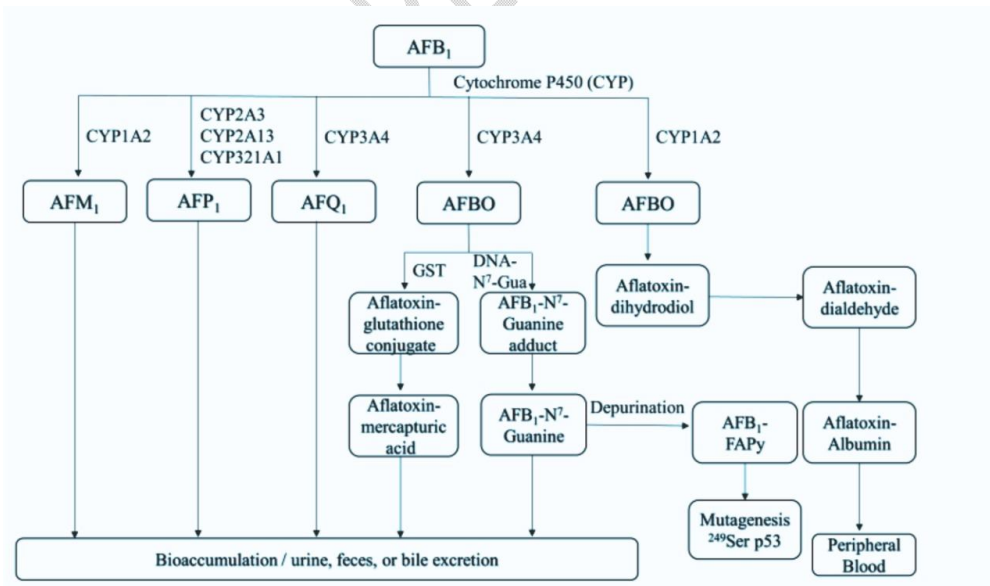 AFB₁
Cytochrome P450 (CYP)
CYP1A2
CYP2A3
CYP2A13
CYP321A1
CYP3A4
CYP3A4
CYP1A2
AFM₁
AFP₁
AFQ₁
AFBO
AFBO
GST
DNA-
N⁷-Gua
Aflatoxin-
dihydrodiol
Aflatoxin-
dialdehyde
Aflatoxin-
glutathione
conjugate
AFB₁-N⁷-
Guanine
adduct
Aflatoxin-
mercapturic
acid
AFB₁-N⁷-
Guanine
Depurination
AFB₁-
FAPy
Aflatoxin-
Albumin
Mutagenesis
²⁴⁹Ser p53
Peripheral
Blood
Bioaccumulation / urine, feces, or bile excretion